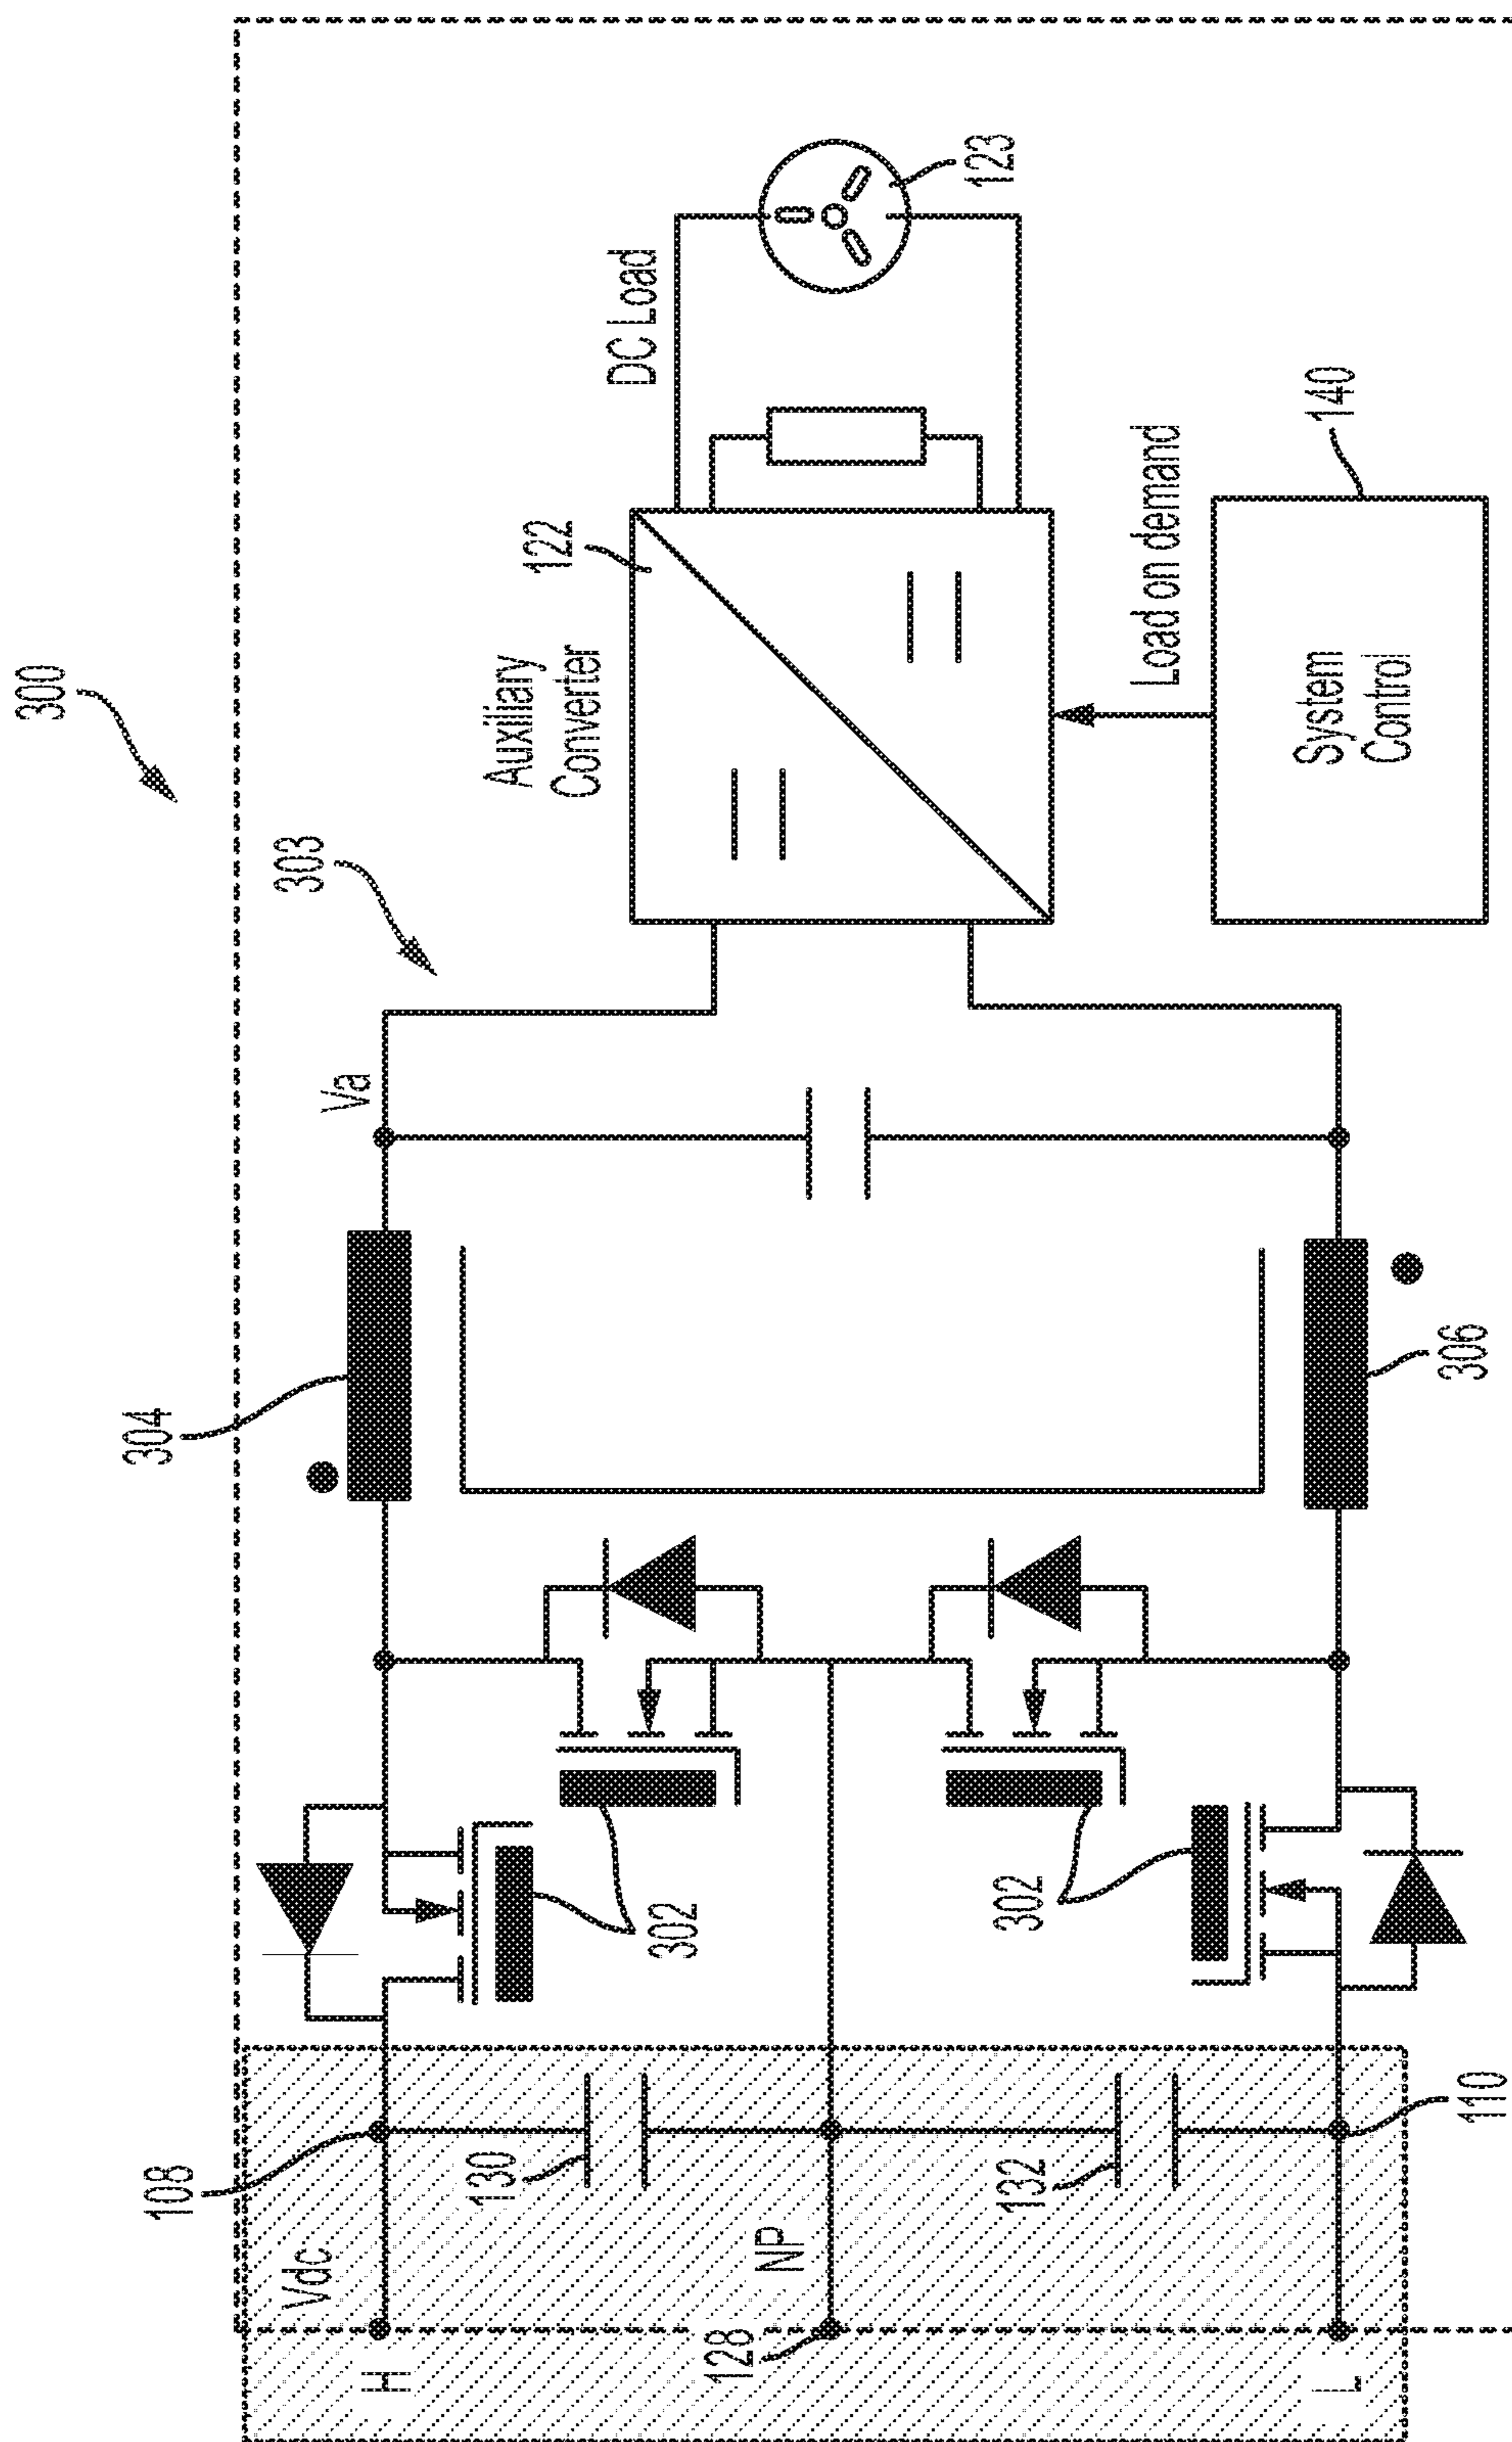 300
303
304
Va
Auxiliary
Converter
122
DC Load
123
Load on demand
140
System
Control
306
302
302
108
Vdc
H
130
NP
128
132
110
L